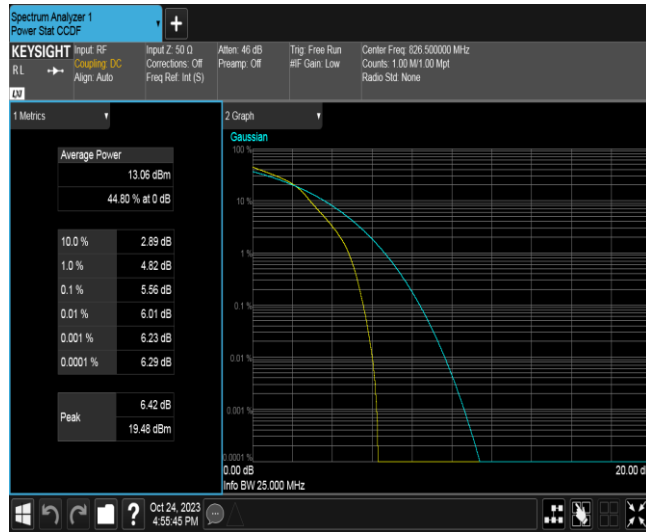 Spectrum Analyzer 1
Power Stat CCDF
+
KEYSIGHT
RL
LXI
Input: RF
Coupling: DC
Align: Auto
Input Z: 50 Ω
Corrections: Off
Freq Ref: Int (S)
Atten: 46 dB
Preamp: Off
Trig: Free Run
#IF Gain: Low
Center Freq: 826.500000 MHz
Counts: 1.00 M/1.00 Mpt
Radio Std: None
1 Metrics
Average Power
13.06 dBm
44.80 % at 0 dB
10.0 % 2.89 dB
1.0 % 4.82 dB
0.1 % 5.56 dB
0.01 % 6.01 dB
0.001 % 6.23 dB
0.0001 % 6.29 dB
Peak 6.42 dB
19.48 dBm
2 Graph
Gaussian
100 %
10 %
1 %
0.1 %
0.01 %
0.001 %
0.0001 %
0.00 dB
20.00 d
Info BW 25.000 MHz
?
Oct 24, 2023
4:55:45 PM